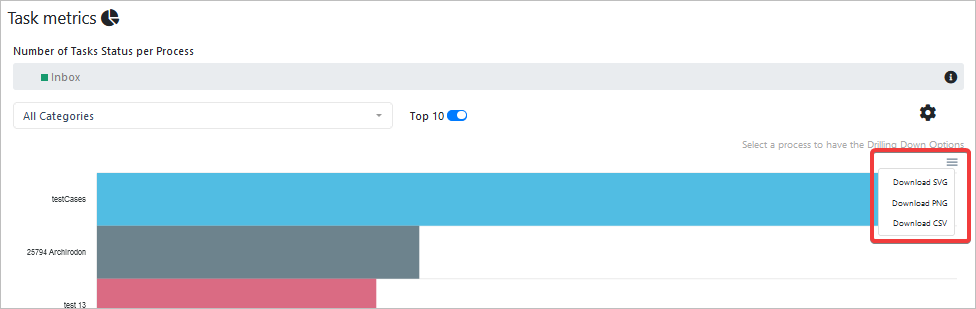 Task metrics
Number of Tasks Status per Process
Inbox
All Categories
Top 10
Select a process to have the Drilling Down Options
Download SVG
testCases
Download PNG
Download CSV
25794 Archirodon
test 13